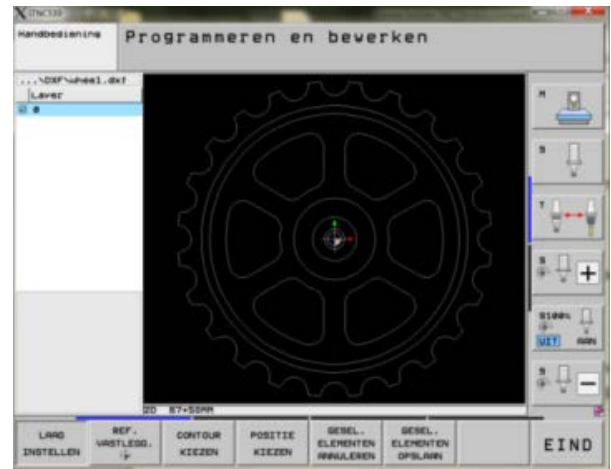 iTNC530
Handbediening
Programmeren en bewerken
...\DXF\wheel.dxf
Layer
0
M
S
T
S
S100%
UIT AAN
S
LAAG
INSTELLEN
REF.
VASTLEGG.
CONTOUR
KIEZEN
POSITIE
KIEZEN
GESEL.
ELEMENTEN
ANNULEREN
GESEL.
ELEMENTEN
OPSLAAN
EIND